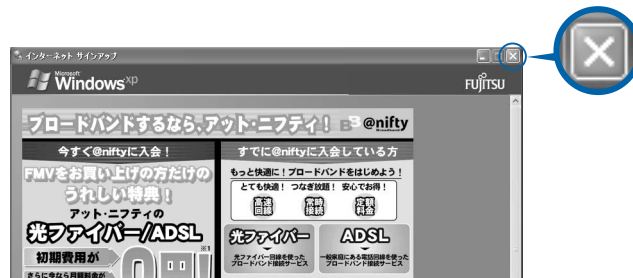 インターネット サインアップ
Microsoft
Windows xp
FUJITSU
ブロードバンドするなら、アット・ニフティ！
@nifty
今すぐ@niftyに入会！
FMVをお買い上げの方だけの
うれしい特典！
アット・ニフティの
光ファイバー/ADSL
初期費用が
0円！
※1
さらに今なら月額料金が
すでに@niftyに入会している方
もっと快適に！ブロードバンドをはじめよう！
とても快適！ つなぎ放題！ 安心でお得！
高速回線 常時接続 定額料金
光ファイバー
光ファイバー回線を使った
ブロードバンド接続サービス
ADSL
一般家庭にある電話回線を使った
ブロードバンド接続サービス